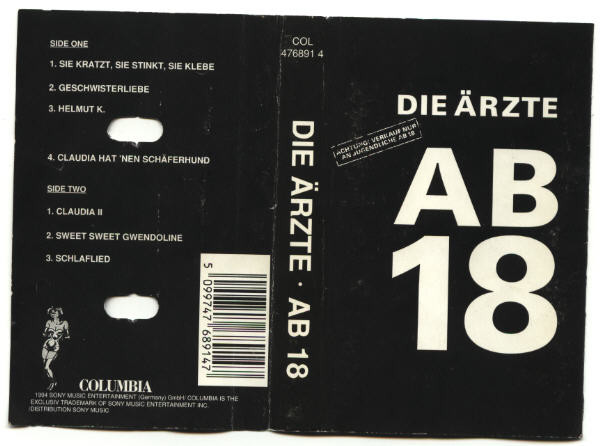 SIDE ONE
1. SIE KRATZT, SIE STINKT, SIE KLEBE
2. GESCHWISTERLIEBE
3. HELMUT K.
4. CLAUDIA HAT 'NEN SCHÄFERHUND
SIDE TWO
1. CLAUDIA II
2. SWEET SWEET GWENDOLINE
3. SCHLAFLIED
COLUMBIA
1994 SONY MUSIC ENTERTAINMENT (Germany) GmbH/ COLUMBIA IS THE
EXCLUSIV TRADEMARK OF SONY MUSIC ENTERTAINMENT INC.
/DISTRIBUTION SONY MUSIC
5 099747 689147
COL
476891 4
DIE ÄRZTE · AB 18
DIE ÄRZTE
ACHTUNG! VERKAUF NUR
AN JUGENDLICHE AB 18
AB
18